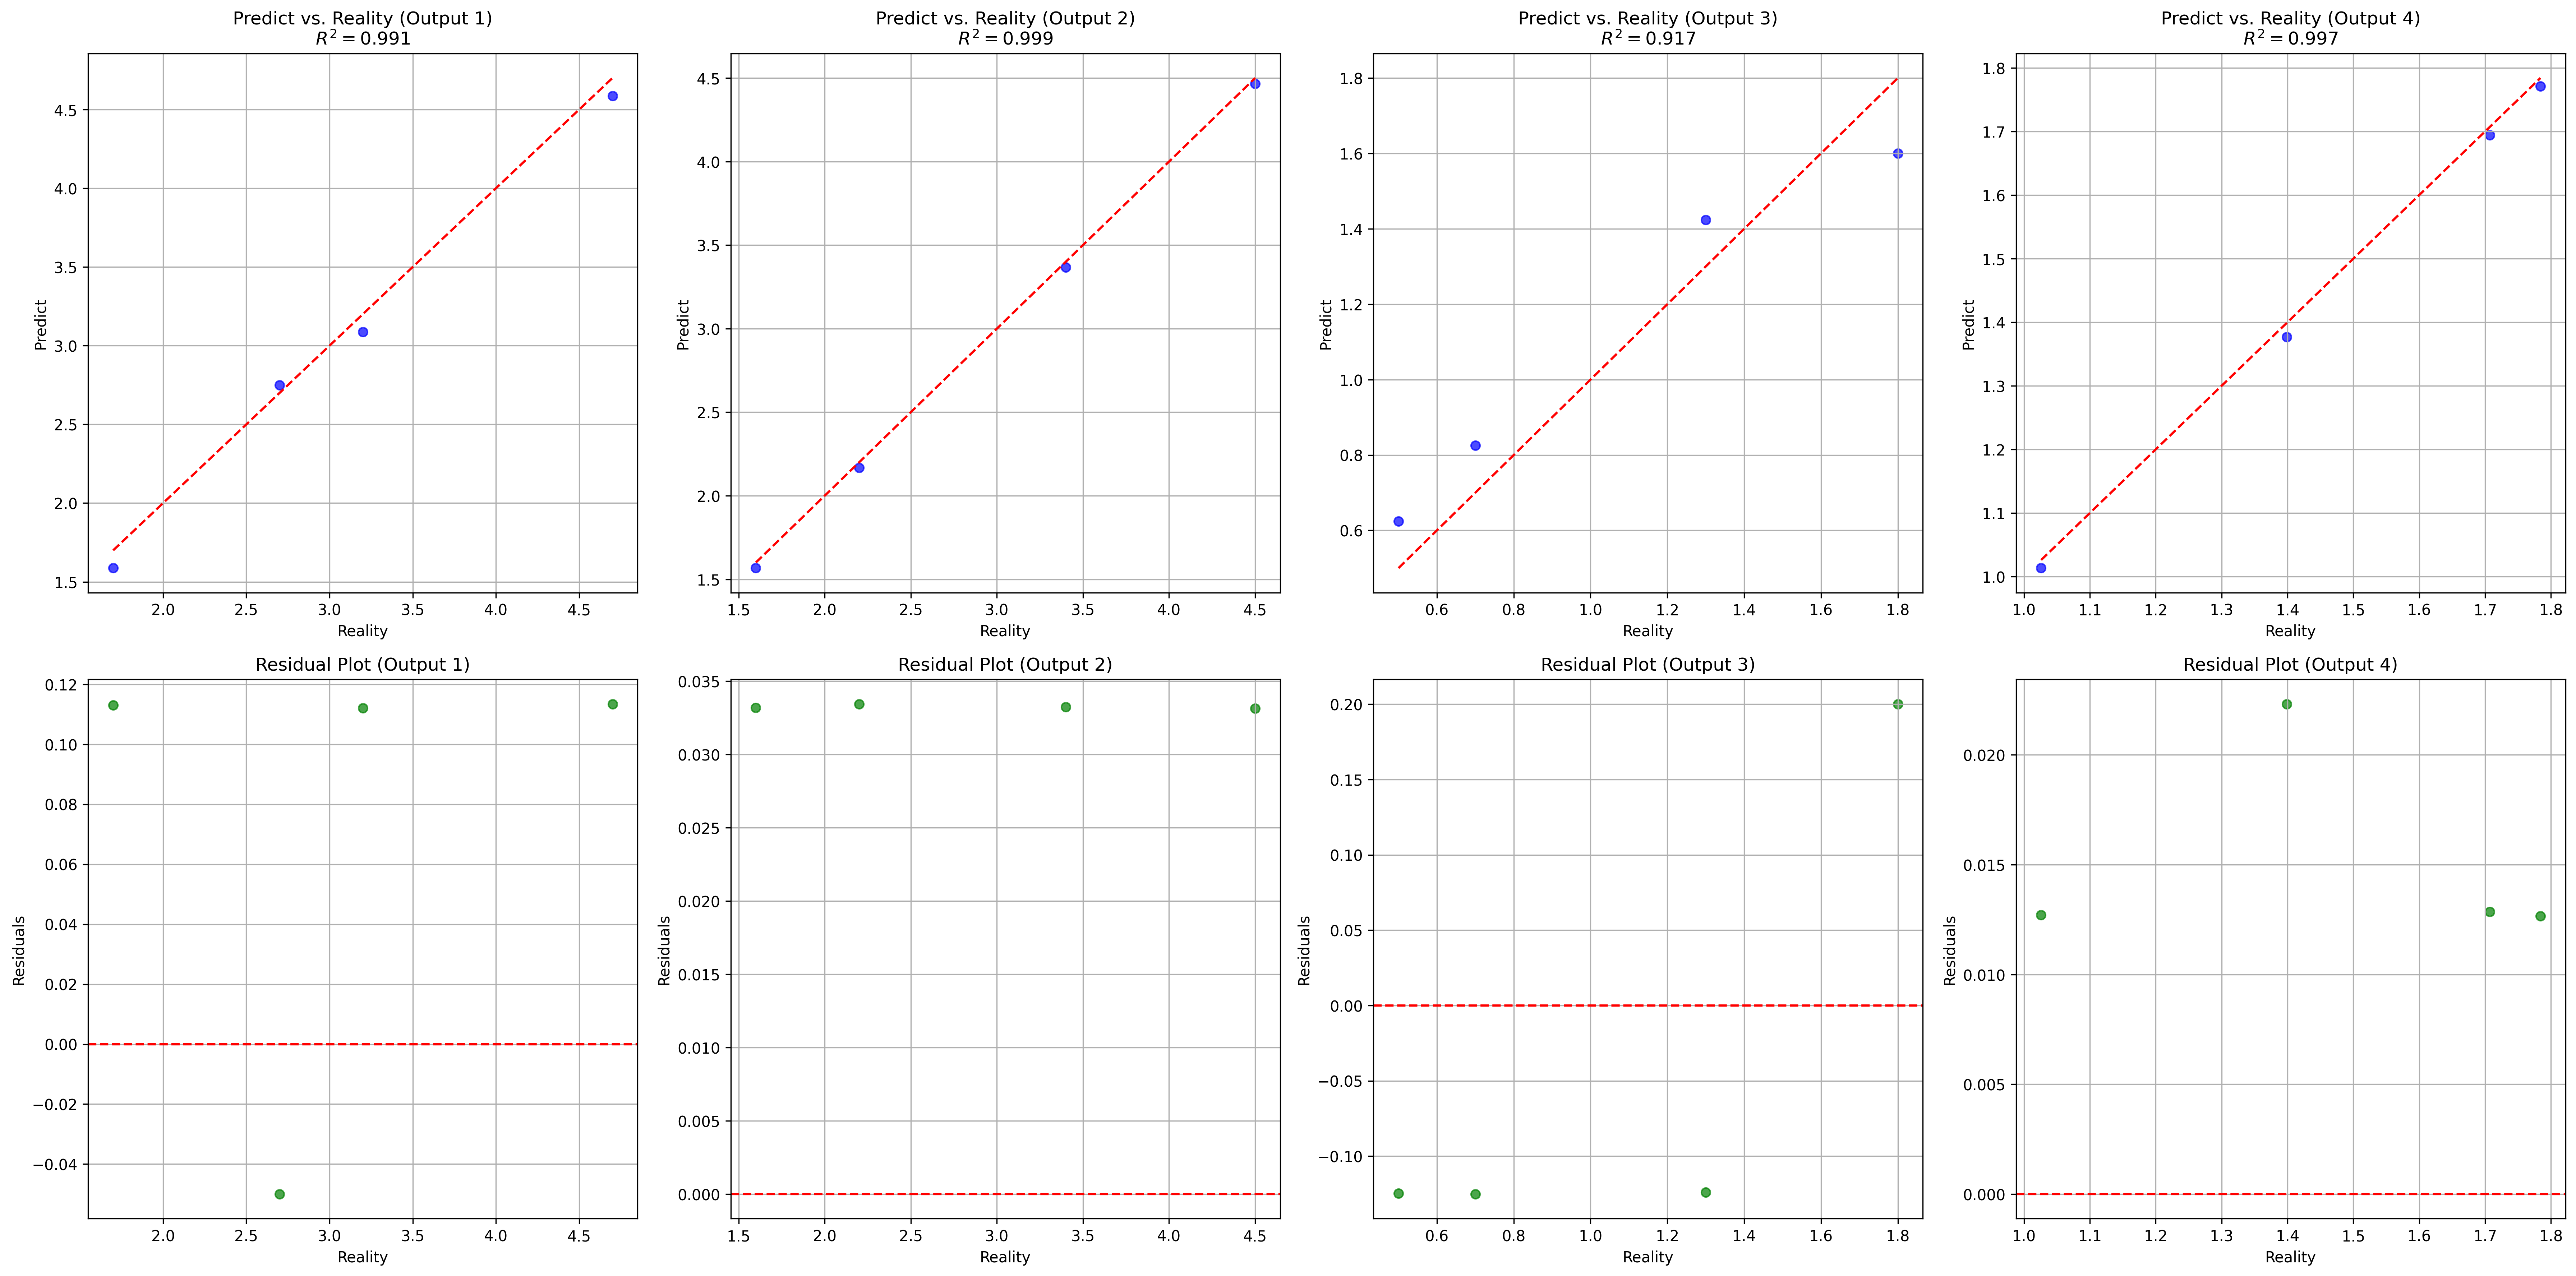 Predict vs. Reality (Output 1)
R² = 0.991
4.5
4.0
3.5
3.0
2.5
2.0
1.5
Predict
2.0 2.5 3.0 3.5 4.0 4.5
Reality
Predict vs. Reality (Output 2)
R² = 0.999
4.5
4.0
3.5
3.0
2.5
2.0
1.5
Predict
1.5 2.0 2.5 3.0 3.5 4.0 4.5
Reality
Predict vs. Reality (Output 3)
R² = 0.917
1.8
1.6
1.4
1.2
1.0
0.8
0.6
Predict
0.6 0.8 1.0 1.2 1.4 1.6 1.8
Reality
Predict vs. Reality (Output 4)
R² = 0.997
1.8
1.7
1.6
1.5
1.4
1.3
1.2
1.1
1.0
Predict
1.0 1.1 1.2 1.3 1.4 1.5 1.6 1.7 1.8
Reality
Residual Plot (Output 1)
0.12
0.10
0.08
0.06
0.04
0.02
0.00
−0.02
−0.04
Residuals
2.0 2.5 3.0 3.5 4.0 4.5
Reality
Residual Plot (Output 2)
0.035
0.030
0.025
0.020
0.015
0.010
0.005
0.000
Residuals
1.5 2.0 2.5 3.0 3.5 4.0 4.5
Reality
Residual Plot (Output 3)
0.20
0.15
0.10
0.05
0.00
−0.05
−0.10
Residuals
0.6 0.8 1.0 1.2 1.4 1.6 1.8
Reality
Residual Plot (Output 4)
0.020
0.015
0.010
0.005
0.000
Residuals
1.0 1.1 1.2 1.3 1.4 1.5 1.6 1.7 1.8
Reality